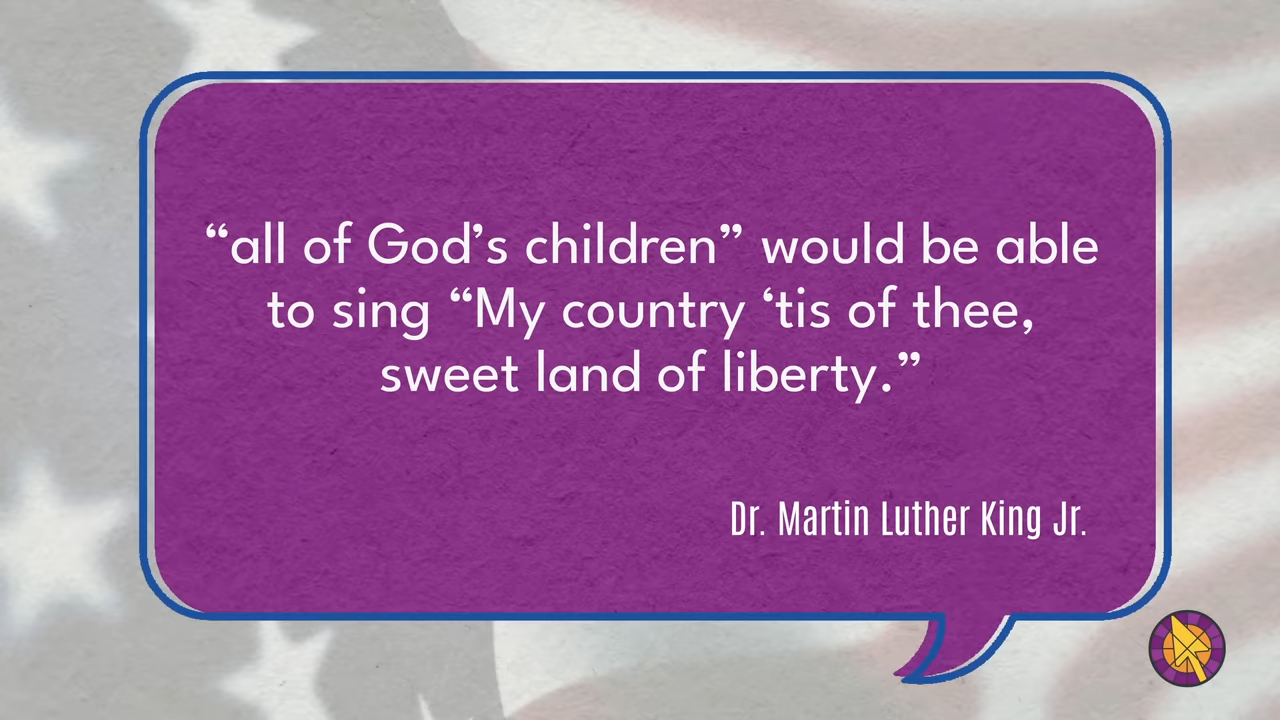 “all of God’s children” would be able
to sing “My country ‘tis of thee,
sweet land of liberty.”
Dr. Martin Luther King Jr.